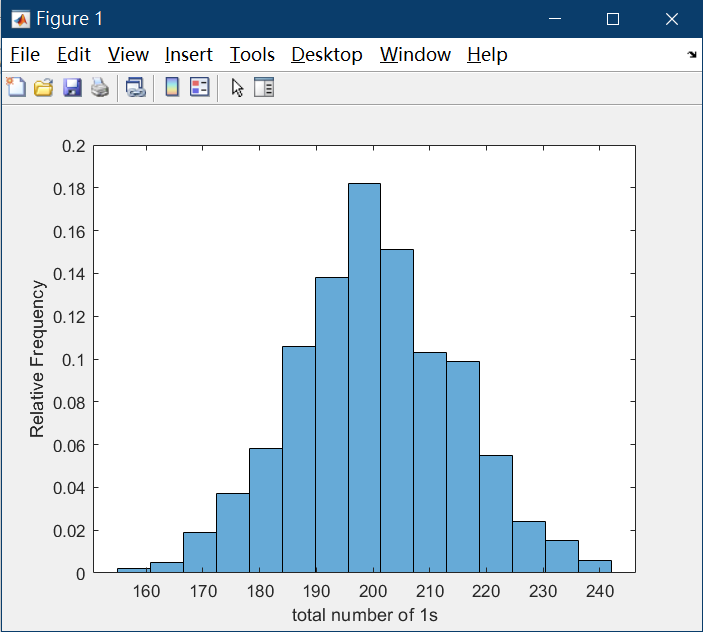 Figure 1
File Edit View Insert Tools Desktop Window Help
0.2
0.18
0.16
0.14
0.12
0.1
0.08
0.06
0.04
0.02
0
Relative Frequency
160 170 180 190 200 210 220 230 240
total number of 1s